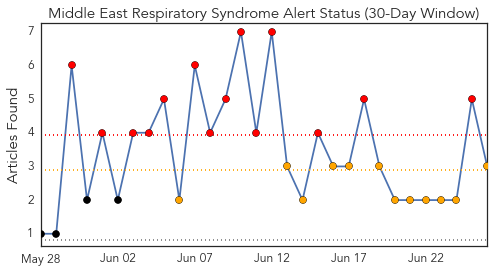 Middle East Respiratory Syndrome Alert Status (30-Day Window)
Articles Found
7
6
5
4
3
2
1
May 28
Jun 02
Jun 07
Jun 12
Jun 17
Jun 22